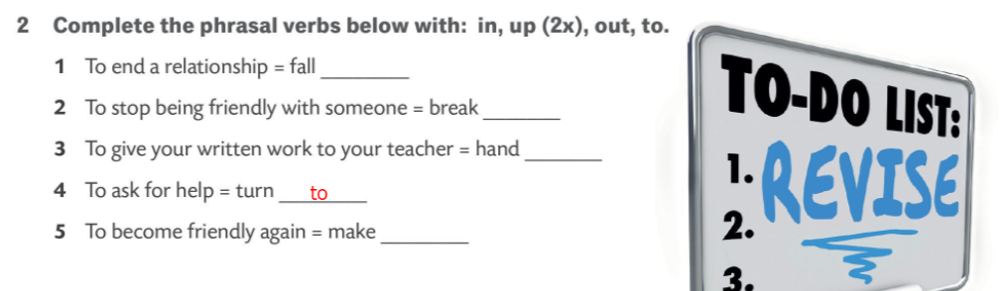 2 Complete the phrasal verbs below with: in, up (2x), out, to.
1 To end a relationship = fall ________
2 To stop being friendly with someone = break ________
3 To give your written work to your teacher = hand ________
4 To ask for help = turn to
5 To become friendly again = make ________
TO-DO LIST:
1. REVISE
2.
3.